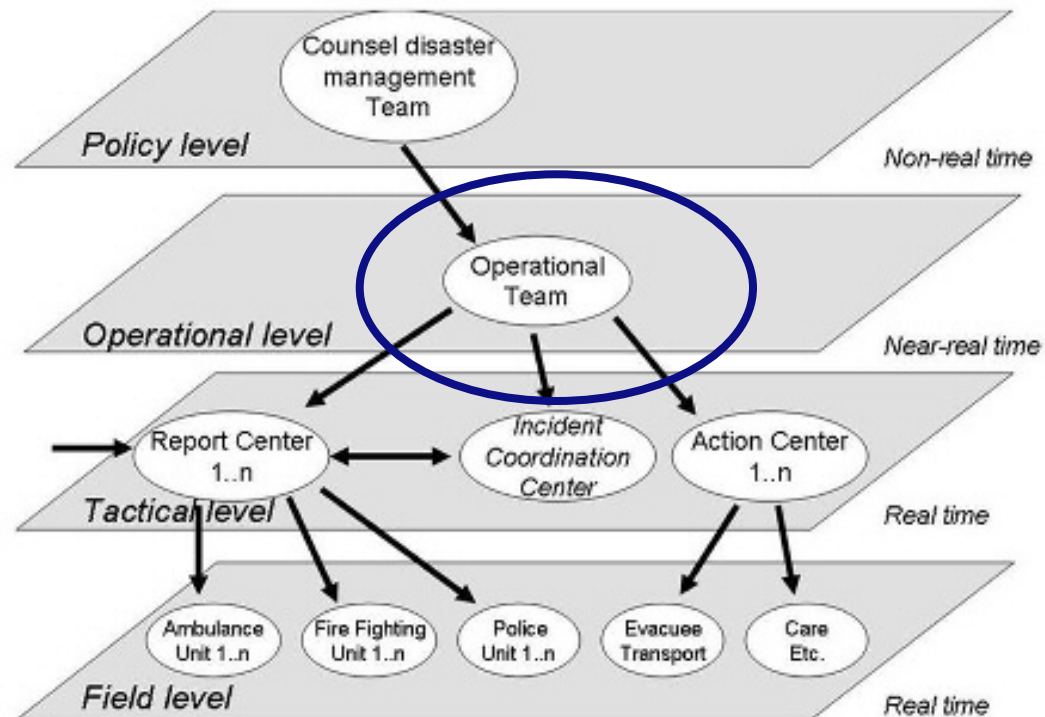 Counsel disaster
management
Team
Policy level
Non-real time
Operational
Team
Operational level
Near-real time
Report Center
1..n
Incident
Coordination
Center
Action Center
1..n
Tactical level
Real time
Ambulance
Unit 1..n
Fire Fighting
Unit 1..n
Police
Unit 1..n
Evacuee
Transport
Care
Etc.
Field level
Real time